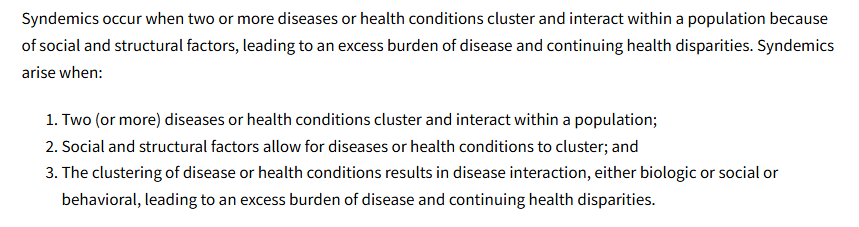 Syndemics occur when two or more diseases or health conditions cluster and interact within a population because
of social and structural factors, leading to an excess burden of disease and continuing health disparities. Syndemics
arise when:
1. Two (or more) diseases or health conditions cluster and interact within a population;
2. Social and structural factors allow for diseases or health conditions to cluster; and
3. The clustering of disease or health conditions results in disease interaction, either biologic or social or
behavioral, leading to an excess burden of disease and continuing health disparities.